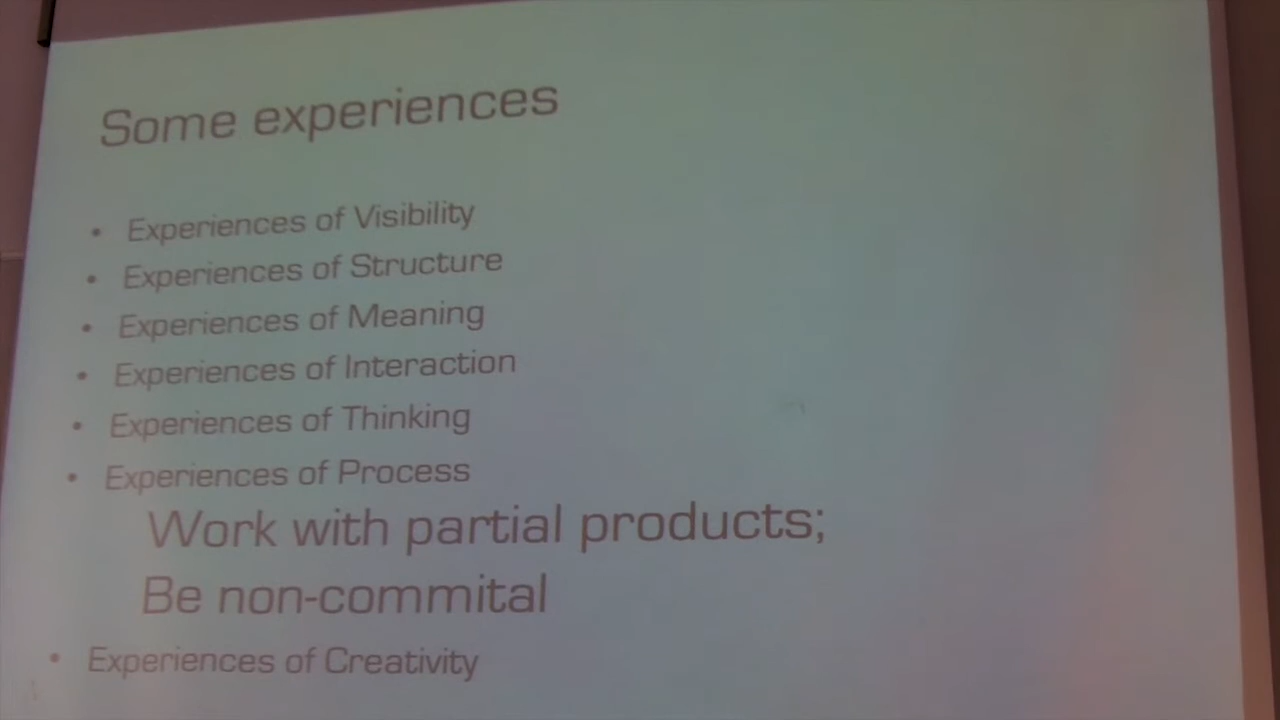 Some experiences
• Experiences of Visibility
• Experiences of Structure
• Experiences of Meaning
• Experiences of Interaction
• Experiences of Thinking
• Experiences of Process
Work with partial products;
Be non-commital
• Experiences of Creativity